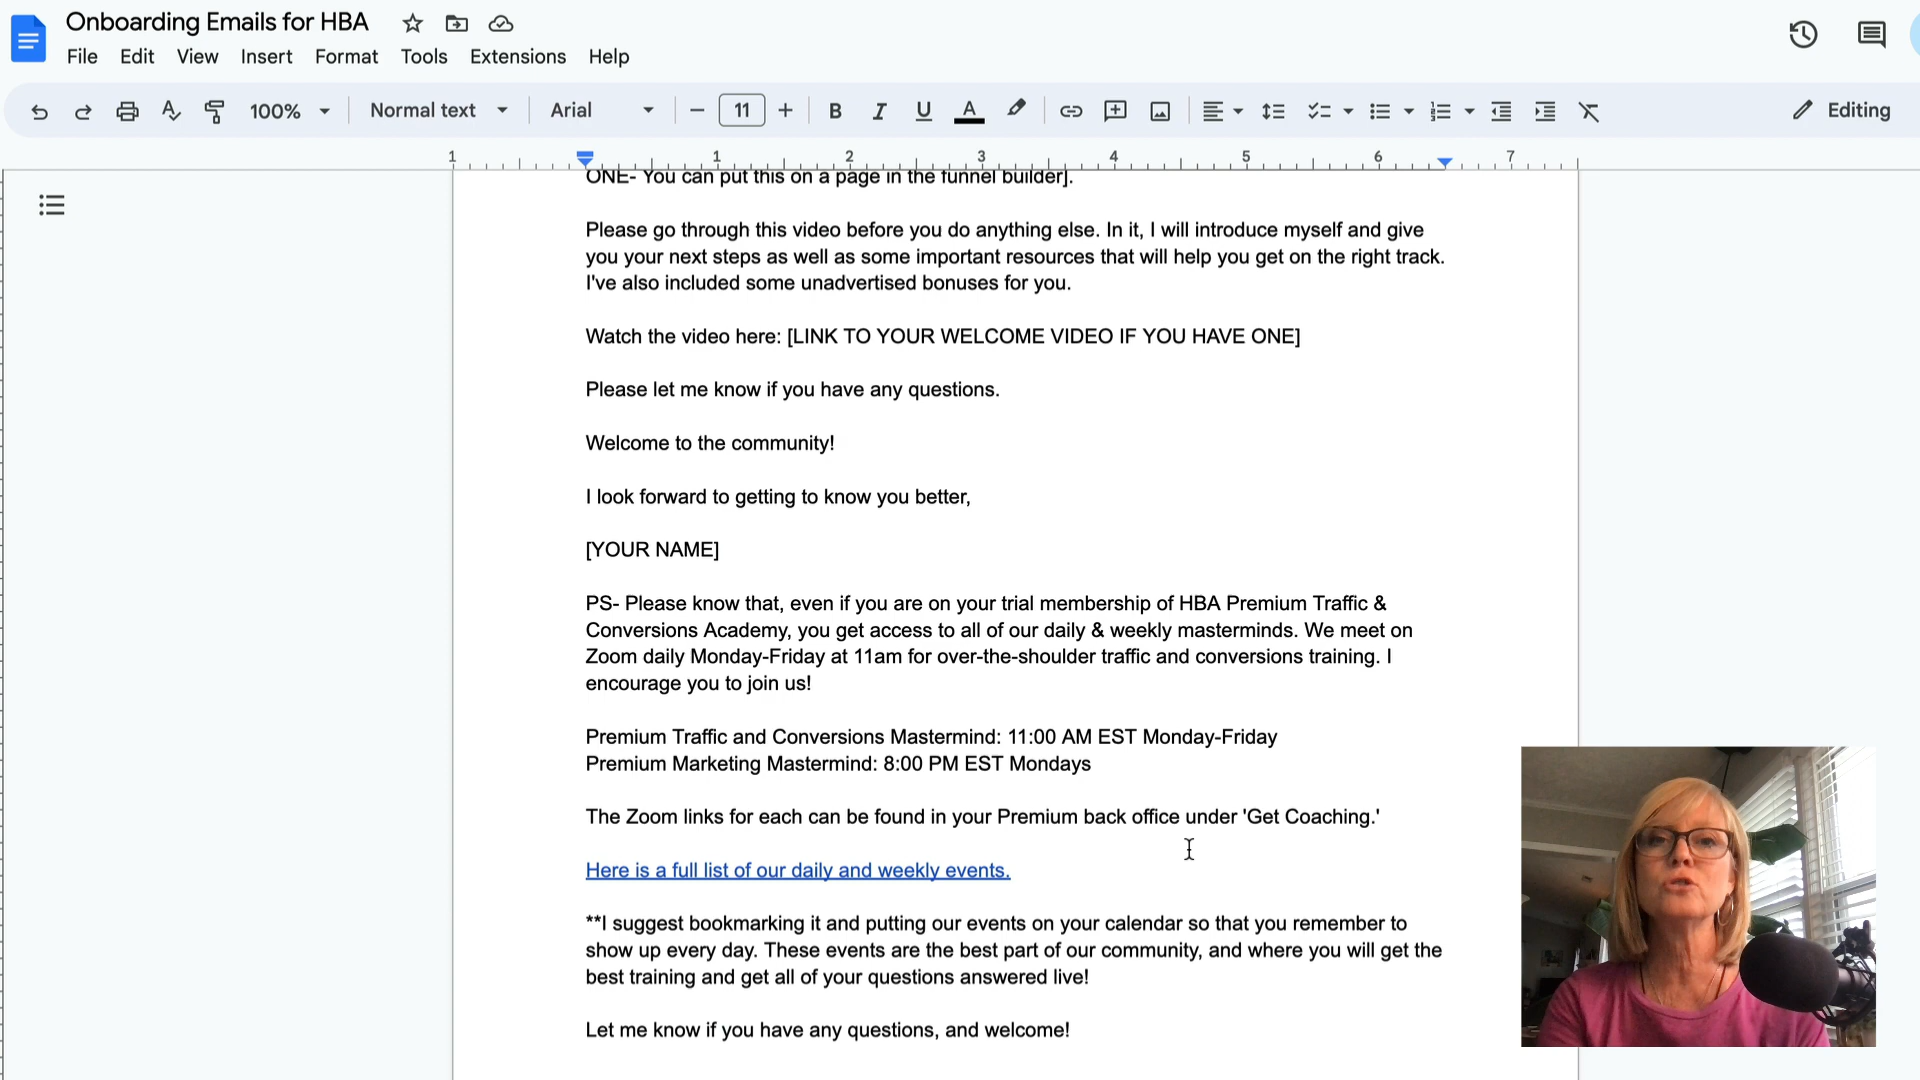 Onboarding Emails for HBA
File Edit View Insert Format Tools Extensions Help
100% Normal text Arial 11 B I U A Editing
1 1 2 3 4 5 6 7
ONE- You can put this on a page in the funnel builder].
Please go through this video before you do anything else. In it, I will introduce myself and give
you your next steps as well as some important resources that will help you get on the right track.
I've also included some unadvertised bonuses for you.
Watch the video here: [LINK TO YOUR WELCOME VIDEO IF YOU HAVE ONE]
Please let me know if you have any questions.
Welcome to the community!
I look forward to getting to know you better,
[YOUR NAME]
PS- Please know that, even if you are on your trial membership of HBA Premium Traffic &
Conversions Academy, you get access to all of our daily & weekly masterminds. We meet on
Zoom daily Monday-Friday at 11am for over-the-shoulder traffic and conversions training. I
encourage you to join us!
Premium Traffic and Conversions Mastermind: 11:00 AM EST Monday-Friday
Premium Marketing Mastermind: 8:00 PM EST Mondays
The Zoom links for each can be found in your Premium back office under 'Get Coaching.'
Here is a full list of our daily and weekly events.
**I suggest bookmarking it and putting our events on your calendar so that you remember to
show up every day. These events are the best part of our community, and where you will get the
best training and get all of your questions answered live!
Let me know if you have any questions, and welcome!